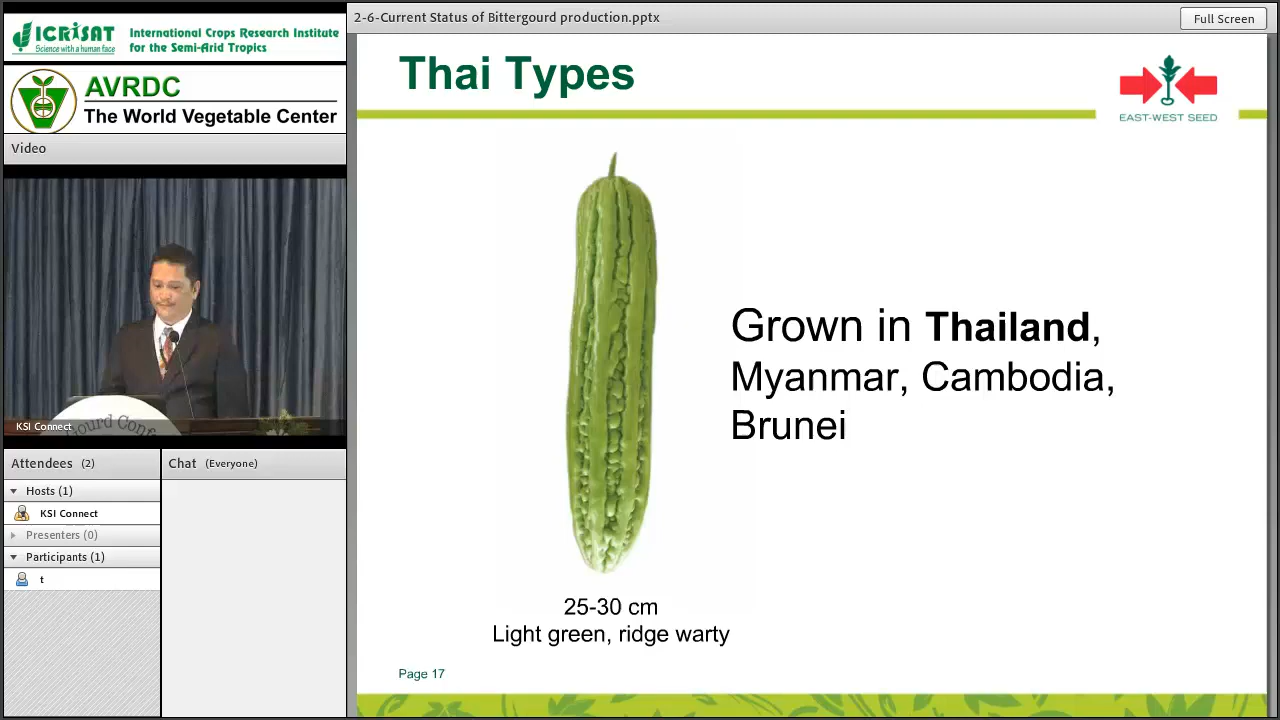 ICRISAT
Science with a human face
International Crops Research Institute
for the Semi-Arid Tropics
AVRDC
The World Vegetable Center
Video
KSI Connect
Attendees (2)
Hosts (1)
KSI Connect
Presenters (0)
Participants (1)
t
Chat (Everyone)
2-6-Current Status of Bittergourd production.pptx
Full Screen
Thai Types
EAST-WEST SEED
Grown in Thailand,
Myanmar, Cambodia,
Brunei
25-30 cm
Light green, ridge warty
Page 17